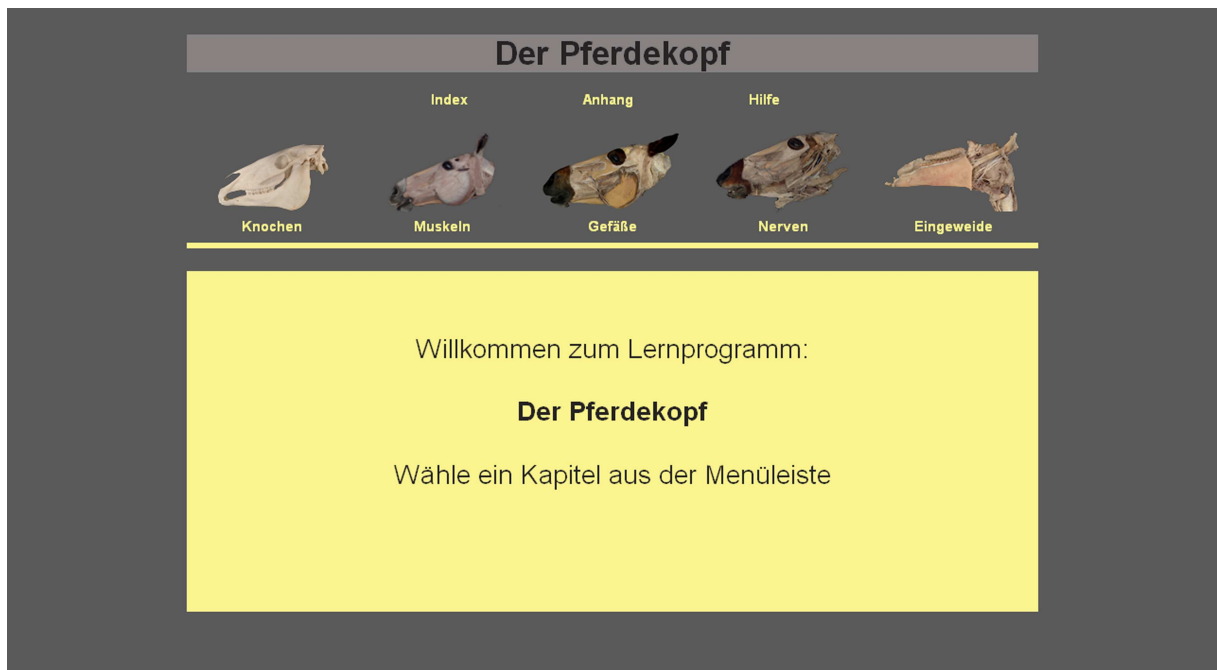 Der Pferdekopf
Index Anhang Hilfe
Knochen Muskeln Gefäße Nerven Eingeweide
Willkommen zum Lernprogramm:
Der Pferdekopf
Wähle ein Kapitel aus der Menüleiste